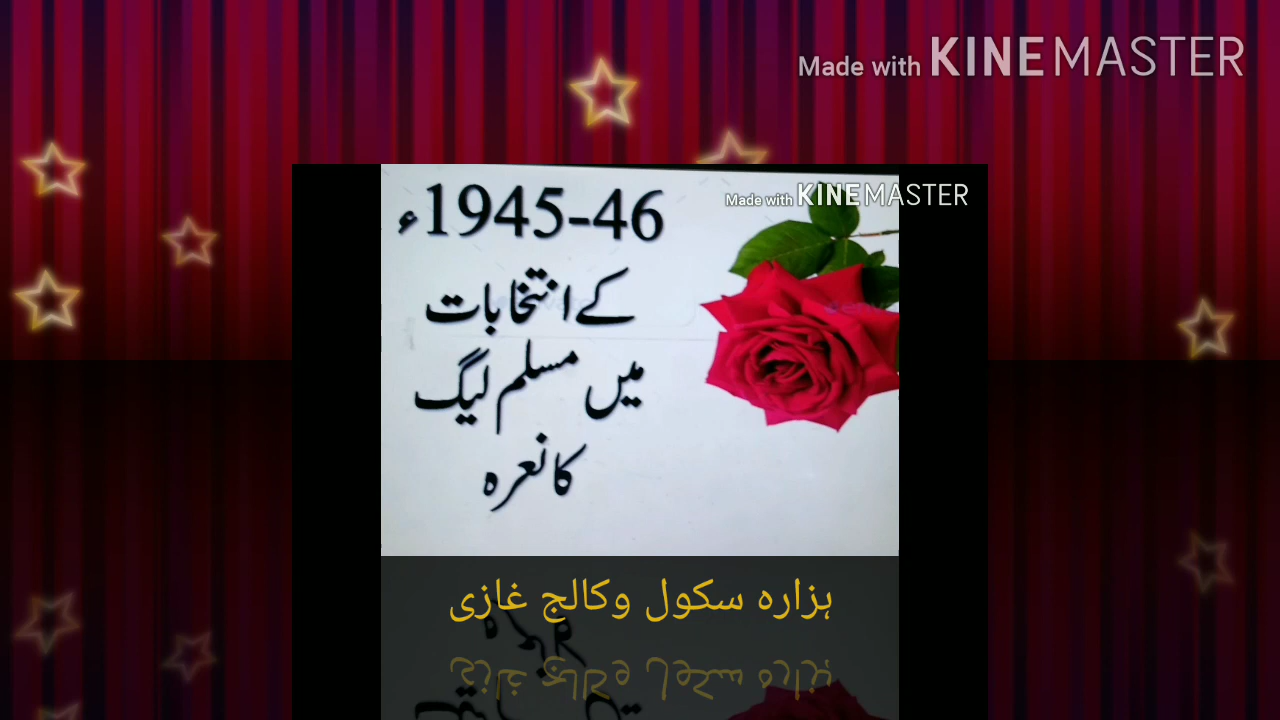 Made with KINEMASTER
Made with KINEMASTER
1945-46ء
کے انتخابات
میں مسلم لیگ
کا نعرہ
ہزارہ سکول وکالج غازی